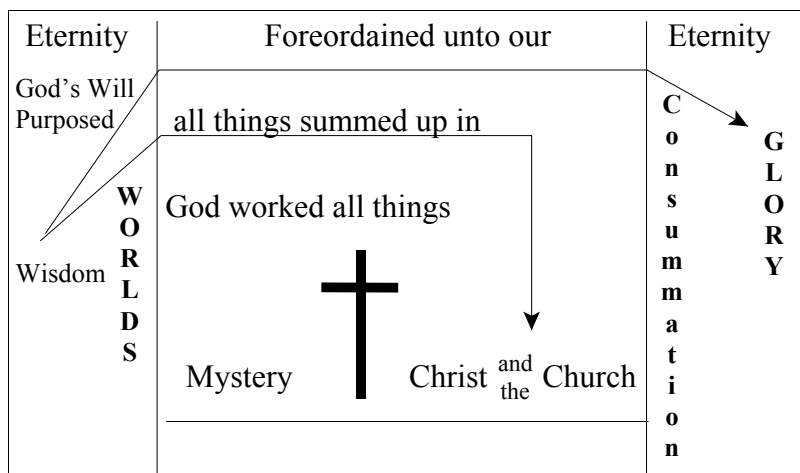 Eternity
Foreordained unto our
Eternity
God's Will
Purposed
all things summed up in
WORLDS
God worked all things
Wisdom
Mystery
Christ and the Church
Consummation
GLORY